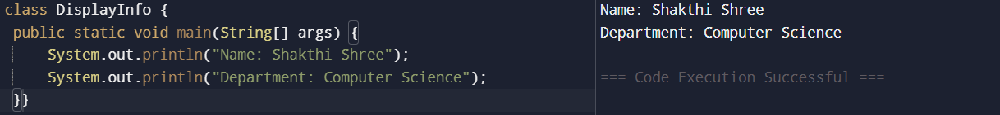 class DisplayInfo {
public static void main(String[] args) {
System.out.println("Name: Shakthi Shree");
System.out.println("Department: Computer Science");
}}
Name: Shakthi Shree
Department: Computer Science
=== Code Execution Successful ===